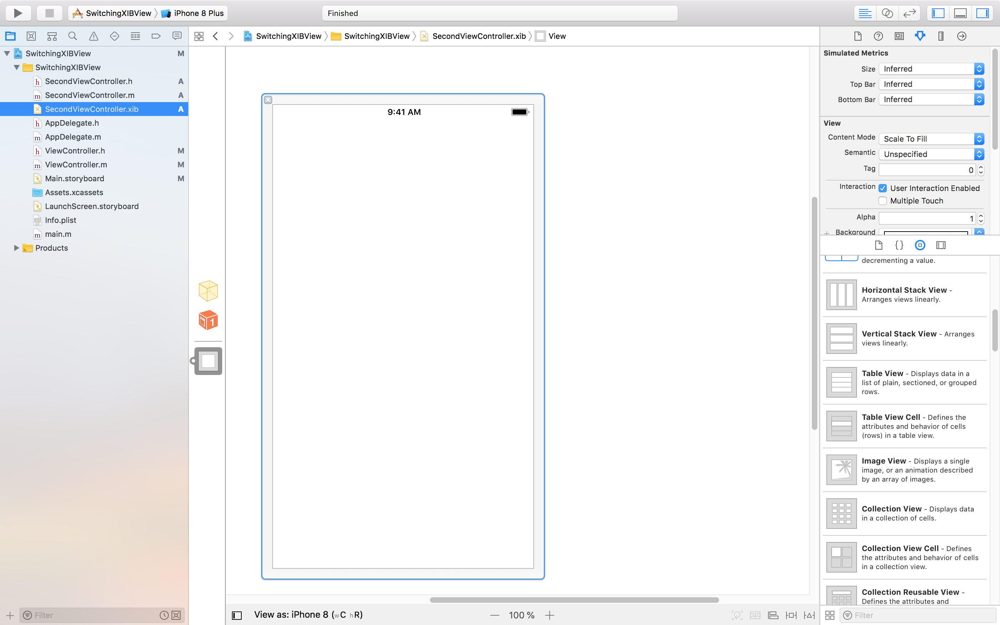 SwitchingXIBView
iPhone 8 Plus
Finished
SwitchingXIBView
SwitchingXIBView
SecondViewController.xib
View
SwitchingXIBView M
SwitchingXIBView
h SecondViewController.h A
m SecondViewController.m A
SecondViewController.xib A
h AppDelegate.h
m AppDelegate.m
h ViewController.h M
m ViewController.m M
Main.storyboard M
Assets.xcassets
LaunchScreen.storyboard
Info.plist
m main.m
Products
Filter
9:41 AM
1
View as: iPhone 8 (wC hR)
— 100 % +
Simulated Metrics
Size Inferred
Top Bar Inferred
Bottom Bar Inferred
View
Content Mode Scale To Fill
Semantic Unspecified
Tag 0
Interaction User Interaction Enabled
Multiple Touch
Alpha 1
+ Background
{}
decrementing a value.
Horizontal Stack View -
Arranges views linearly.
Vertical Stack View - Arranges
views linearly.
Table View - Displays data in a
list of plain, sectioned, or grouped
rows.
Table View Cell - Defines the
attributes and behavior of cells
(rows) in a table view.
Image View - Displays a single
image, or an animation described
by an array of images.
Collection View - Displays data
in a collection of cells.
Collection View Cell - Defines
the attributes and behavior of cells
in a collection view.
Collection Reusable View -
Defines the attributes and
Filter